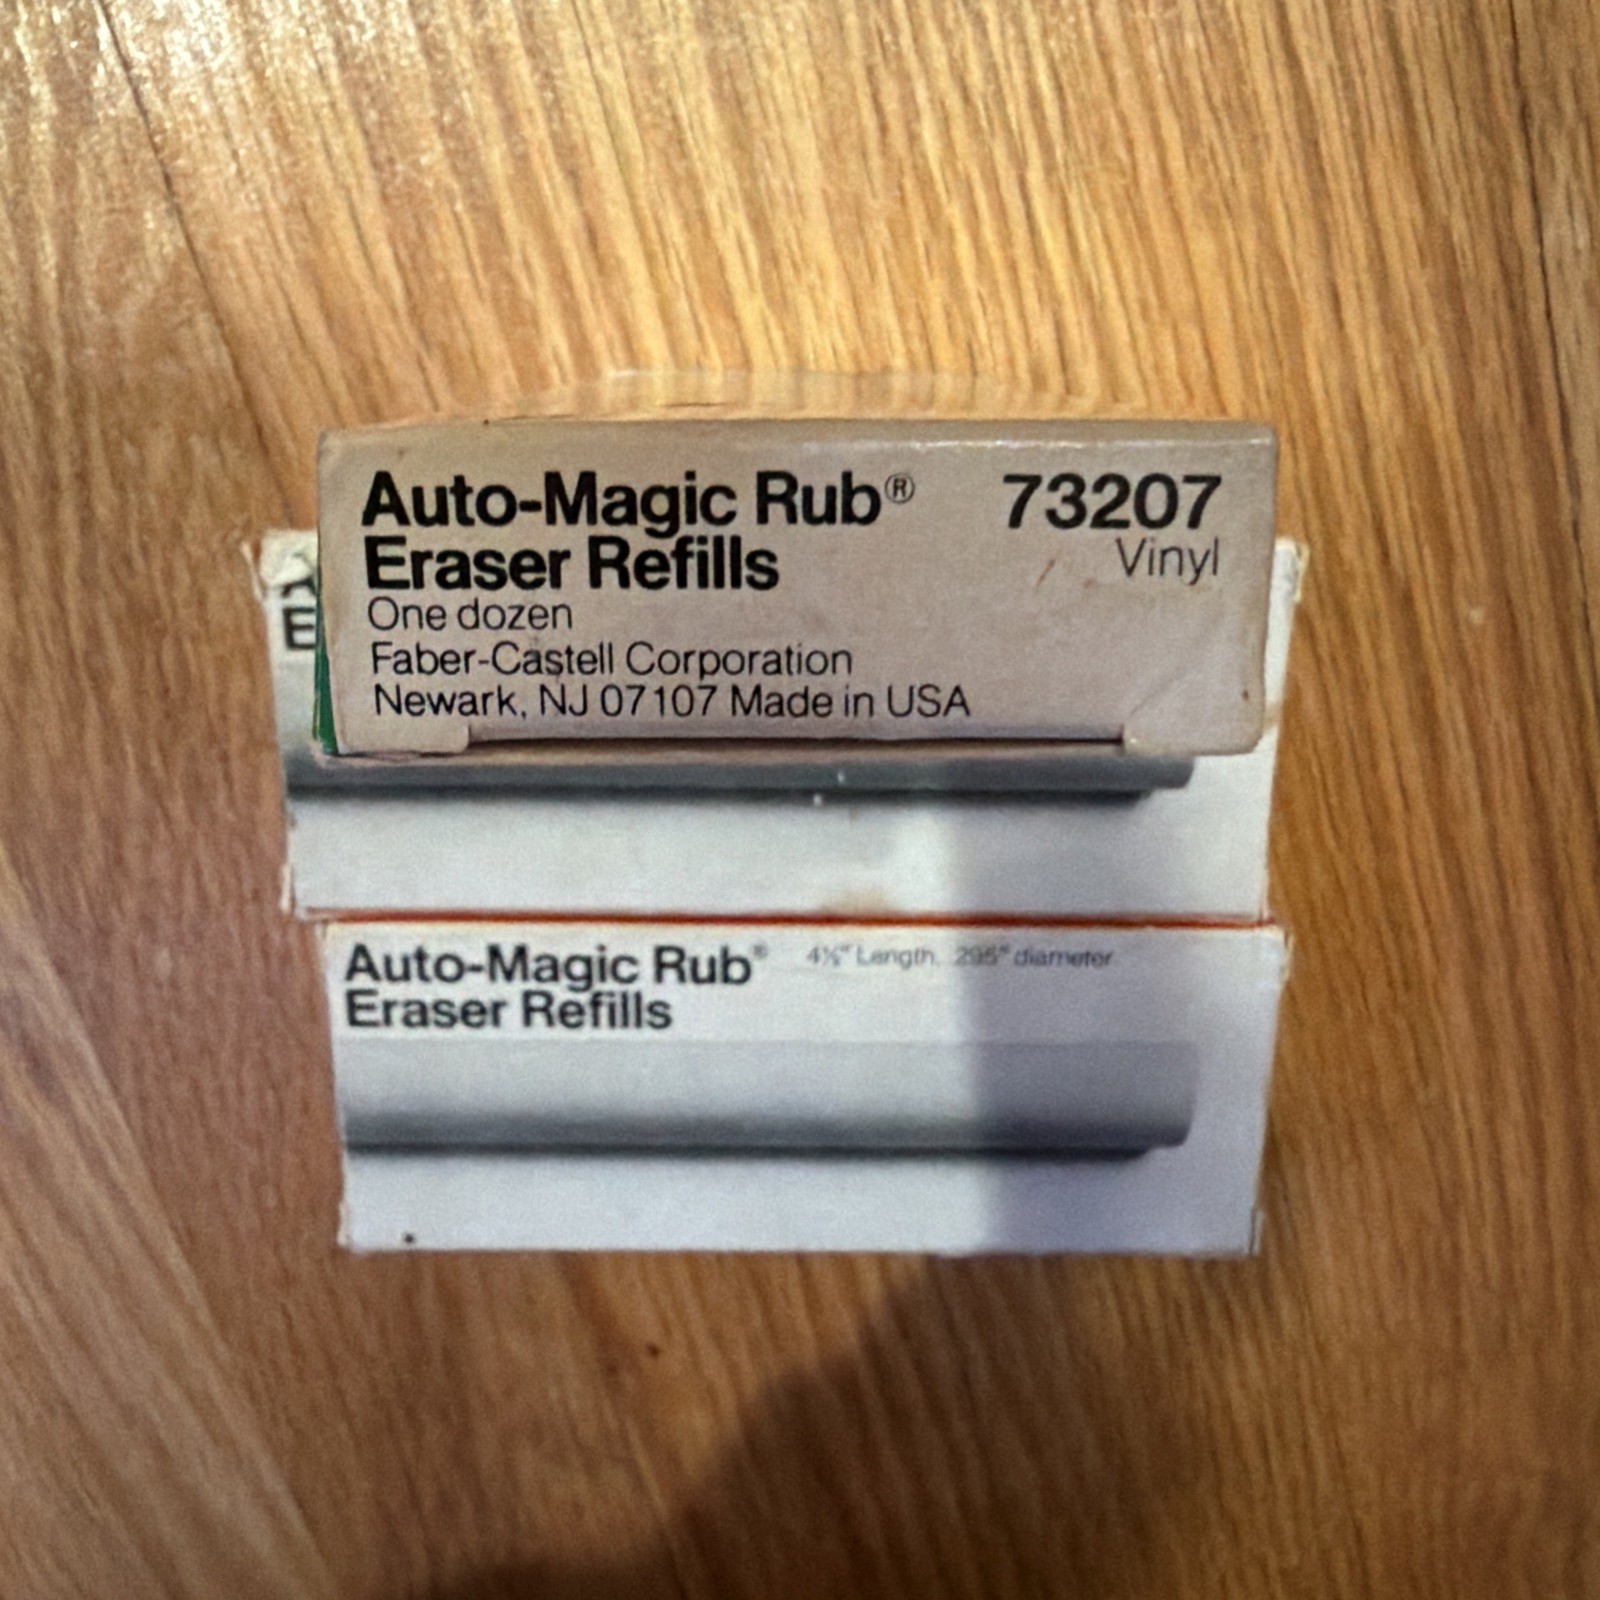 Auto-Magic Rub® 73207
Eraser Refills Vinyl
One dozen
Faber-Castell Corporation
Newark, NJ 07107 Made in USA
E
Auto-Magic Rub® 4½" Length, .295" diameter
Eraser Refills